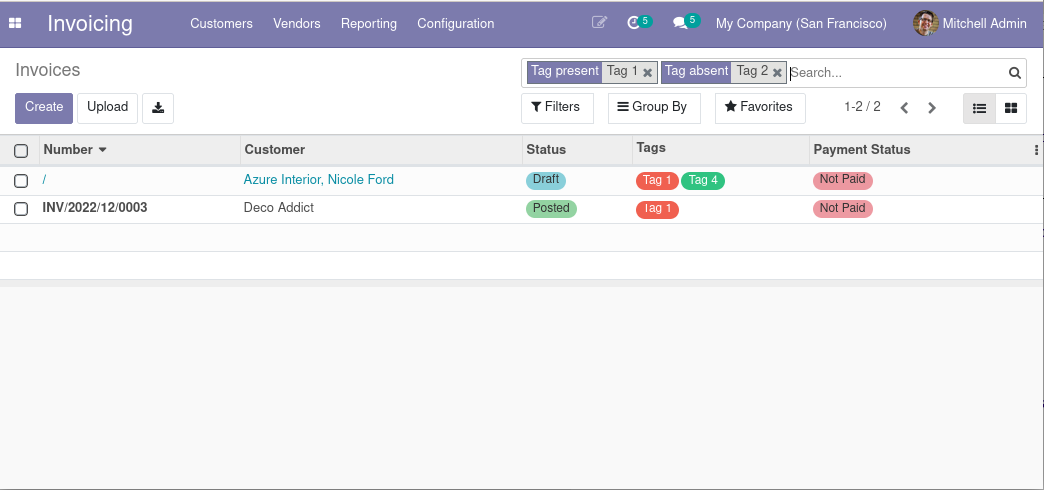 Invoicing Customers Vendors Reporting Configuration 5 5 My Company (San Francisco) Mitchell Admin
Invoices Tag present Tag 1 Tag absent Tag 2 Search...
Create Upload Filters Group By Favorites 1-2 / 2
Number Customer Status Tags Payment Status
/ Azure Interior, Nicole Ford Draft Tag 1 Tag 4 Not Paid
INV/2022/12/0003 Deco Addict Posted Tag 1 Not Paid